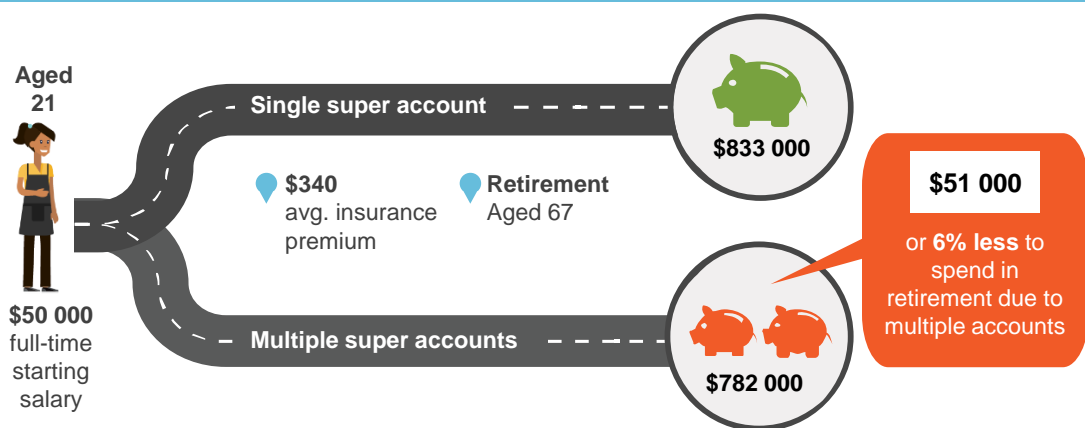 Aged
21
$50 000
full-time
starting
salary
Single super account
$340
avg. insurance
premium
Retirement
Aged 67
Multiple super accounts
$833 000
$782 000
$51 000
or 6% less to
spend in
retirement due to
multiple accounts